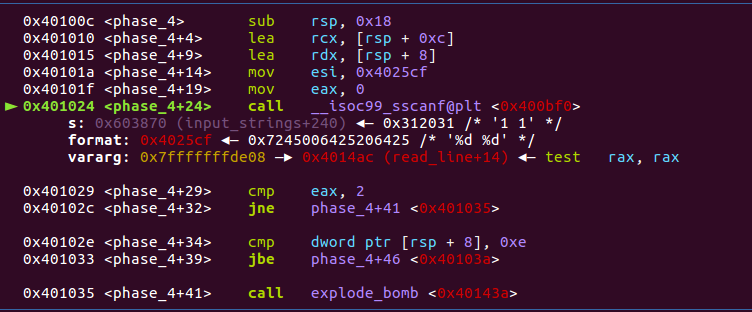 0x40100c <phase_4> sub rsp, 0x18
0x401010 <phase_4+4> lea rcx, [rsp + 0xc]
0x401015 <phase_4+9> lea rdx, [rsp + 8]
0x40101a <phase_4+14> mov esi, 0x4025cf
0x40101f <phase_4+19> mov eax, 0
► 0x401024 <phase_4+24> call __isoc99_sscanf@plt <0x400bf0>
s: 0x603870 (input_strings+240) ◄— 0x312031 /* '1 1' */
format: 0x4025cf ◄— 0x7245006425206425 /* '%d %d' */
vararg: 0x7fffffffde08 —► 0x4014ac (read_line+14) ◄— test rax, rax
0x401029 <phase_4+29> cmp eax, 2
0x40102c <phase_4+32> jne phase_4+41 <0x401035>
0x40102e <phase_4+34> cmp dword ptr [rsp + 8], 0xe
0x401033 <phase_4+39> jbe phase_4+46 <0x40103a>
0x401035 <phase_4+41> call explode_bomb <0x40143a>